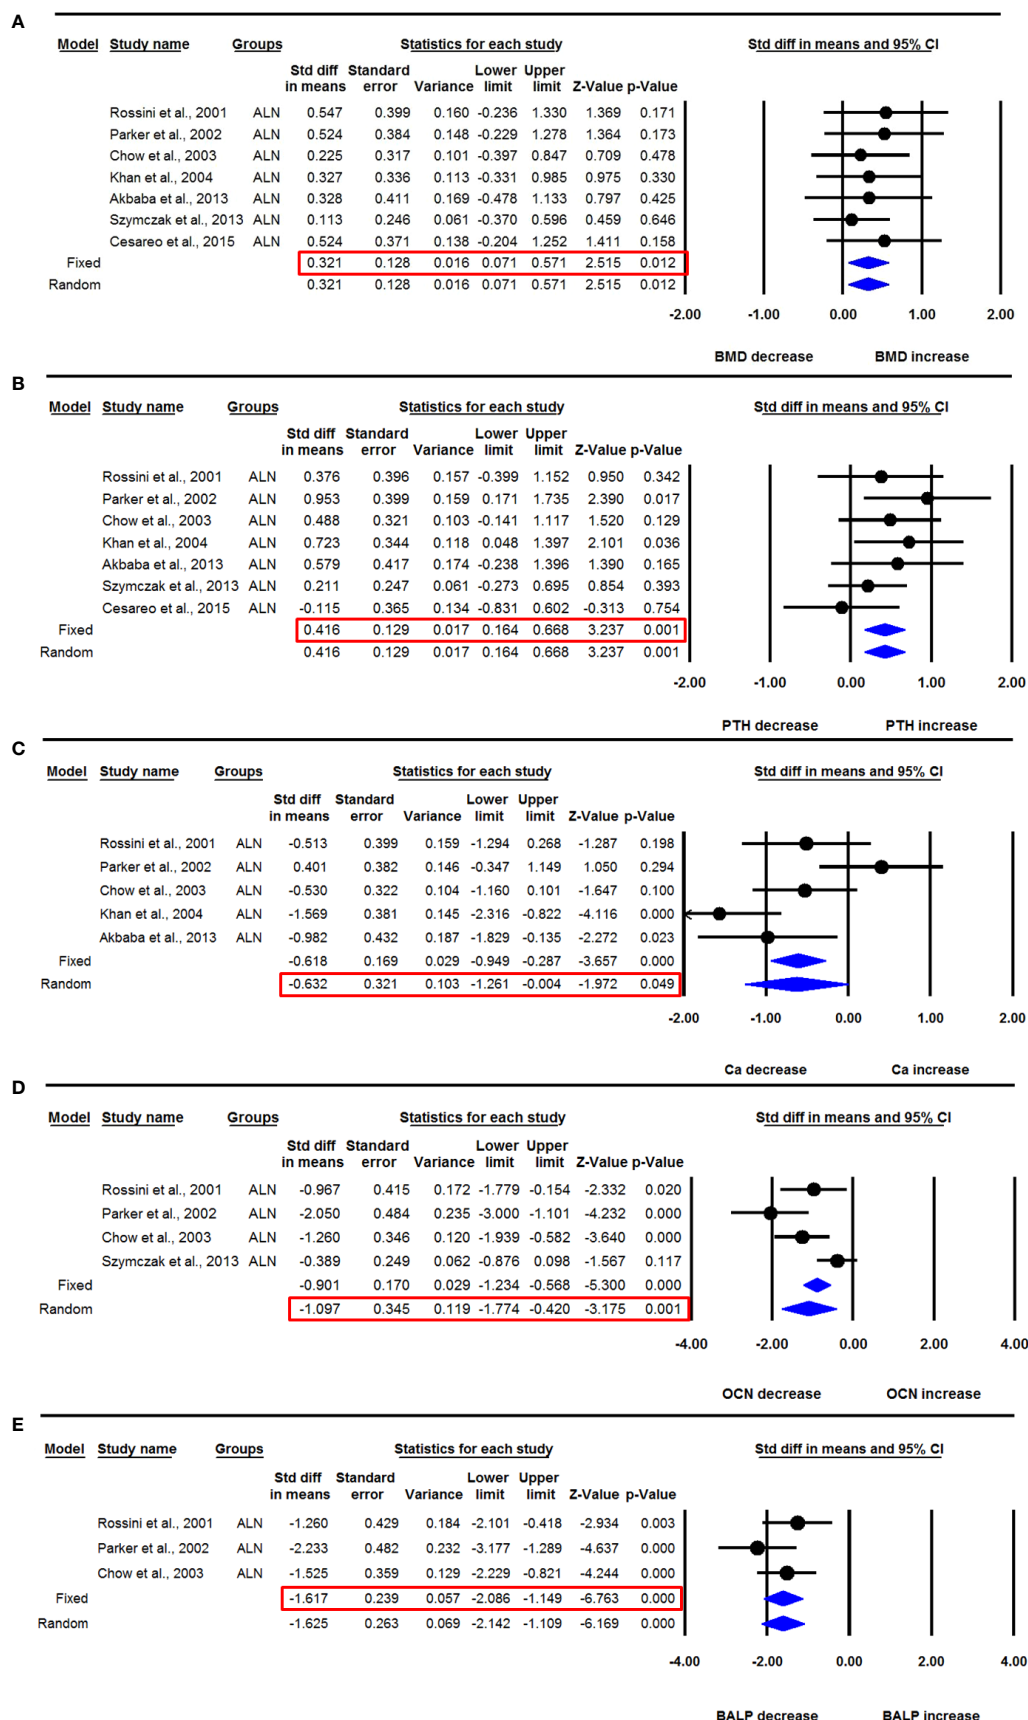 A
Model Study name Groups Statistics for each study Std diff in means and 95% CI
Std diff Standard Lower Upper
in means error Variance limit limit Z-Value p-Value
Rossini et al., 2001 ALN 0.547 0.399 0.160 -0.236 1.330 1.369 0.171
Parker et al., 2002 ALN 0.524 0.384 0.148 -0.229 1.278 1.364 0.173
Chow et al., 2003 ALN 0.225 0.317 0.101 -0.397 0.847 0.709 0.478
Khan et al., 2004 ALN 0.327 0.336 0.113 -0.331 0.985 0.975 0.330
Akbaba et al., 2013 ALN 0.328 0.411 0.169 -0.478 1.133 0.797 0.425
Szymczak et al., 2013 ALN 0.113 0.246 0.061 -0.370 0.596 0.459 0.646
Cesareo et al., 2015 ALN 0.524 0.371 0.138 -0.204 1.252 1.411 0.158
Fixed 0.321 0.128 0.016 0.071 0.571 2.515 0.012
Random 0.321 0.128 0.016 0.071 0.571 2.515 0.012
-2.00 -1.00 0.00 1.00 2.00
BMD decrease BMD increase
B
Model Study name Groups Statistics for each study Std diff in means and 95% CI
Std diff Standard Lower Upper
in means error Variance limit limit Z-Value p-Value
Rossini et al., 2001 ALN 0.376 0.396 0.157 -0.399 1.152 0.950 0.342
Parker et al., 2002 ALN 0.953 0.399 0.159 0.171 1.735 2.390 0.017
Chow et al., 2003 ALN 0.488 0.321 0.103 -0.141 1.117 1.520 0.129
Khan et al., 2004 ALN 0.723 0.344 0.118 0.048 1.397 2.101 0.036
Akbaba et al., 2013 ALN 0.579 0.417 0.174 -0.238 1.396 1.390 0.165
Szymczak et al., 2013 ALN 0.211 0.247 0.061 -0.273 0.695 0.854 0.393
Cesareo et al., 2015 ALN -0.115 0.365 0.134 -0.831 0.602 -0.313 0.754
Fixed 0.416 0.129 0.017 0.164 0.668 3.237 0.001
Random 0.416 0.129 0.017 0.164 0.668 3.237 0.001
-2.00 -1.00 0.00 1.00 2.00
PTH decrease PTH increase
C
Model Study name Groups Statistics for each study Std diff in means and 95% CI
Std diff Standard Lower Upper
in means error Variance limit limit Z-Value p-Value
Rossini et al., 2001 ALN -0.513 0.399 0.159 -1.294 0.268 -1.287 0.198
Parker et al., 2002 ALN 0.401 0.382 0.146 -0.347 1.149 1.050 0.294
Chow et al., 2003 ALN -0.530 0.322 0.104 -1.160 0.101 -1.647 0.100
Khan et al., 2004 ALN -1.569 0.381 0.145 -2.316 -0.822 -4.116 0.000
Akbaba et al., 2013 ALN -0.982 0.432 0.187 -1.829 -0.135 -2.272 0.023
Fixed -0.618 0.169 0.029 -0.949 -0.287 -3.657 0.000
Random -0.632 0.321 0.103 -1.261 -0.004 -1.972 0.049
-2.00 -1.00 0.00 1.00 2.00
Ca decrease Ca increase
D
Model Study name Groups Statistics for each study Std diff in means and 95% CI
Std diff Standard Lower Upper
in means error Variance limit limit Z-Value p-Value
Rossini et al., 2001 ALN -0.967 0.415 0.172 -1.779 -0.154 -2.332 0.020
Parker et al., 2002 ALN -2.050 0.484 0.235 -3.000 -1.101 -4.232 0.000
Chow et al., 2003 ALN -1.260 0.346 0.120 -1.939 -0.582 -3.640 0.000
Szymczak et al., 2013 ALN -0.389 0.249 0.062 -0.876 0.098 -1.567 0.117
Fixed -0.901 0.170 0.029 -1.234 -0.568 -5.300 0.000
Random -1.097 0.345 0.119 -1.774 -0.420 -3.175 0.001
-4.00 -2.00 0.00 2.00 4.00
OCN decrease OCN increase
E
Model Study name Groups Statistics for each study Std diff in means and 95% CI
Std diff Standard Lower Upper
in means error Variance limit limit Z-Value p-Value
Rossini et al., 2001 ALN -1.260 0.429 0.184 -2.101 -0.418 -2.934 0.003
Parker et al., 2002 ALN -2.233 0.482 0.232 -3.177 -1.289 -4.637 0.000
Chow et al., 2003 ALN -1.525 0.359 0.129 -2.229 -0.821 -4.244 0.000
Fixed -1.617 0.239 0.057 -2.086 -1.149 -6.763 0.000
Random -1.625 0.263 0.069 -2.142 -1.109 -6.169 0.000
-4.00 -2.00 0.00 2.00 4.00
BALP decrease BALP increase